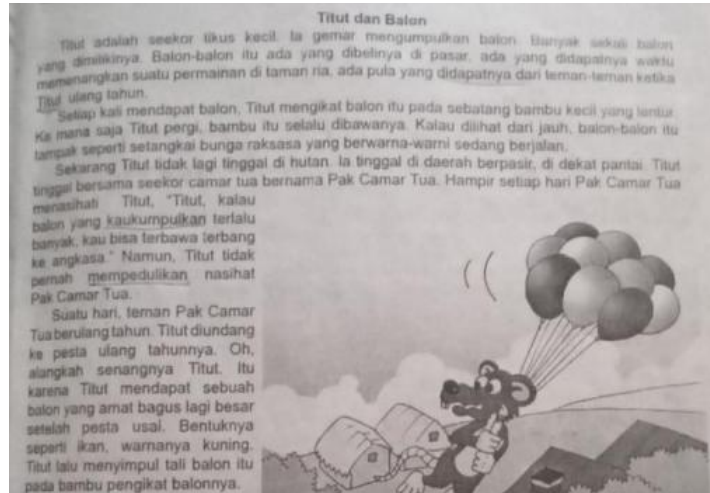 Titut dan Balon
Titut adalah seekor tikus kecil. Ia gemar mengumpulkan balon. Banyak sekali balon
yang dimilikinya. Balon-balon itu ada yang dibelinya di pasar, ada yang didapatnya waktu
memenangkan suatu permainan di taman ria, ada pula yang didapatnya dari teman-teman ketika
Titut ulang tahun.
Setiap kali mendapat balon, Titut mengikat balon itu pada sebatang bambu kecil yang lentur.
Ke mana saja Titut pergi, bambu itu selalu dibawanya. Kalau dilihat dari jauh, balon-balon itu
tampak seperti setangkai bunga raksasa yang berwarna-warni sedang berjalan.
Sekarang Titut tidak lagi tinggal di hutan. Ia tinggal di daerah berpasir, di dekat pantai. Titut
tinggal bersama seekor camar tua bernama Pak Camar Tua. Hampir setiap hari Pak Camar Tua
menasihati Titut, "Titut, kalau
balon yang kaukumpulkan terlalu
banyak, kau bisa terbawa terbang
ke angkasa." Namun, Titut tidak
pernah mempedulikan nasihat
Pak Camar Tua.
Suatu hari, teman Pak Camar
Tua berulang tahun. Titut diundang
ke pesta ulang tahunnya. Oh,
alangkah senangnya Titut. Itu
karena Titut mendapat sebuah
balon yang amat bagus lagi besar
setelah pesta usai. Bentuknya
seperti ikan, warnanya kuning.
Titut lalu menyimpul tali balon itu
pada bambu pengikat balonnya.